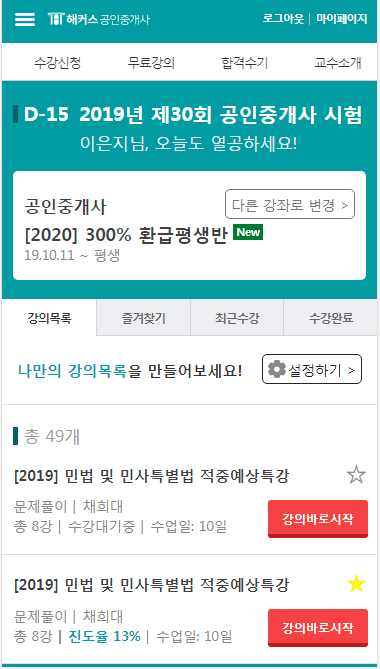 해커스 공인중개사 로그아웃 | 마이페이지
수강신청 무료강의 합격수기 교수소개
D-15 2019년 제30회 공인중개사 시험
이은지님, 오늘도 열공하세요!
공인중개사 다른 강좌로 변경 >
[2020] 300% 환급평생반 New
19.10.11 ~ 평생
강의목록 즐겨찾기 최근수강 수강완료
나만의 강의목록을 만들어보세요! 설정하기 >
총 49개
[2019] 민법 및 민사특별법 적중예상특강
문제풀이 | 채희대
총 8강 | 수강대기중 | 수업일: 10일 강의바로시작
[2019] 민법 및 민사특별법 적중예상특강
문제풀이 | 채희대
총 8강 | 진도율 13% | 수업일: 10일 강의바로시작